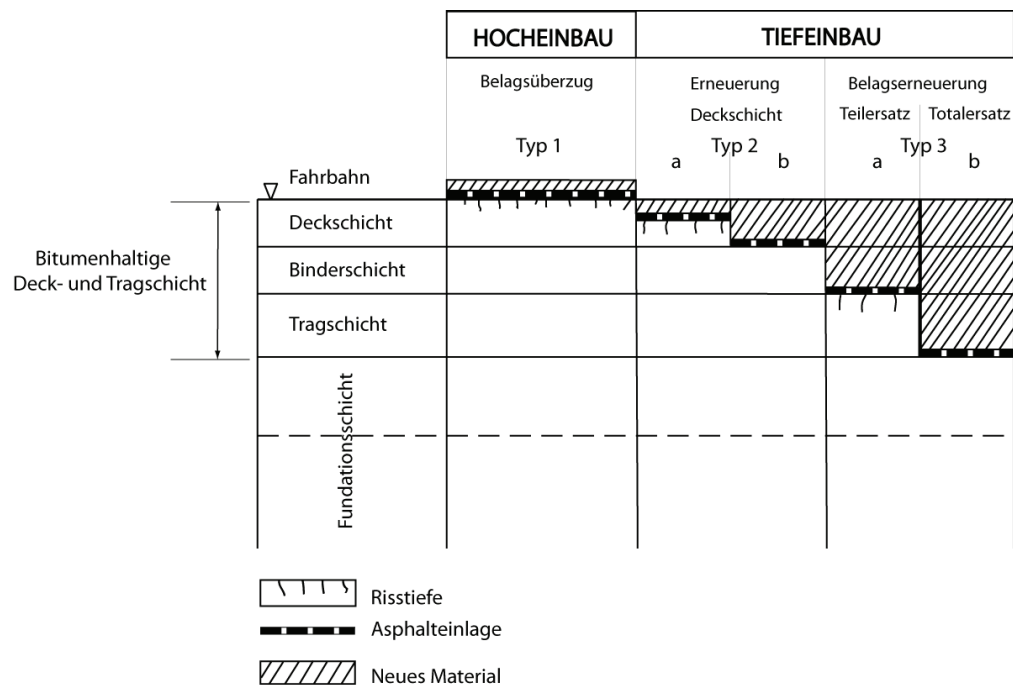 HOCHEINBAU
TIEFEINBAU
Belagsüberzug
Erneuerung
Deckschicht
Belagserneuerung
Teilersatz
Totalersatz
Typ 1
Typ 2
a
b
Typ 3
a
b
Fahrbahn
Deckschicht
Bitumenhaltige
Deck- und Tragschicht
Binderschicht
Tragschicht
Fundationsschicht
Risstiefe
Asphalteinlage
Neues Material